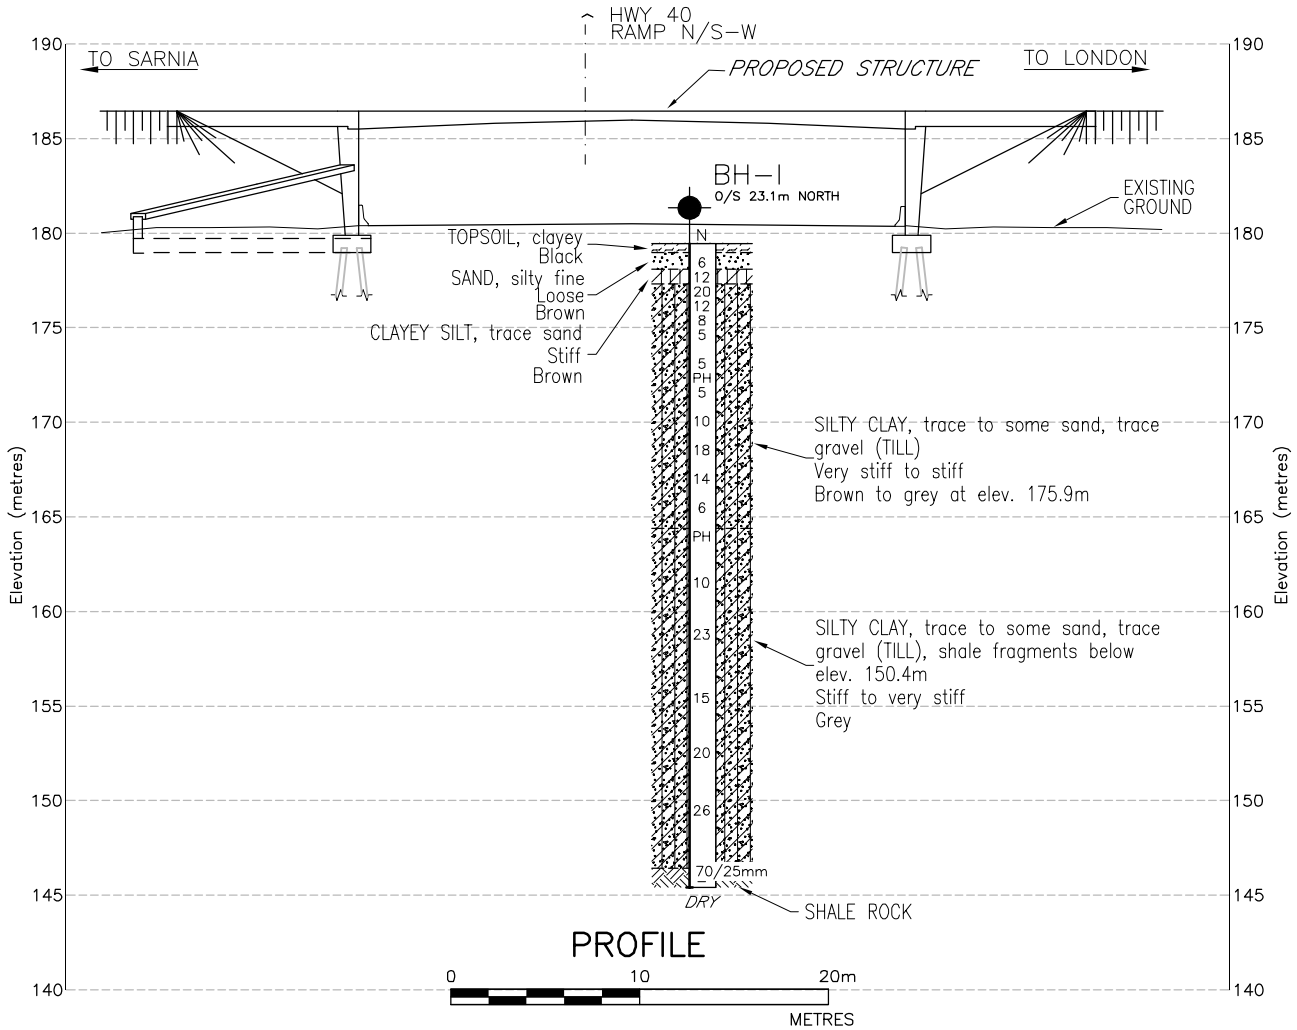 HWY 40
RAMP N/S-W
190
190
TO SARNIA
TO LONDON
PROPOSED STRUCTURE
185
185
BH-1
O/S 23.1m NORTH
EXISTING
GROUND
180
180
N
TOPSOIL, clayey
Black
SAND, silty fine
Loose
Brown
CLAYEY SILT, trace sand
Stiff
Brown
6
12
20
12
8
5
5
PH
5
10
18
14
6
PH
10
23
15
20
26
70/25mm
175
175
170
170
SILTY CLAY, trace to some sand, trace
gravel (TILL)
Very stiff to stiff
Brown to grey at elev. 175.9m
165
165
Elevation (metres)
Elevation (metres)
160
160
SILTY CLAY, trace to some sand, trace
gravel (TILL), shale fragments below
elev. 150.4m
Stiff to very stiff
Grey
155
155
150
150
145
145
DRY
SHALE ROCK
PROFILE
0 10 20m
140
140
METRES